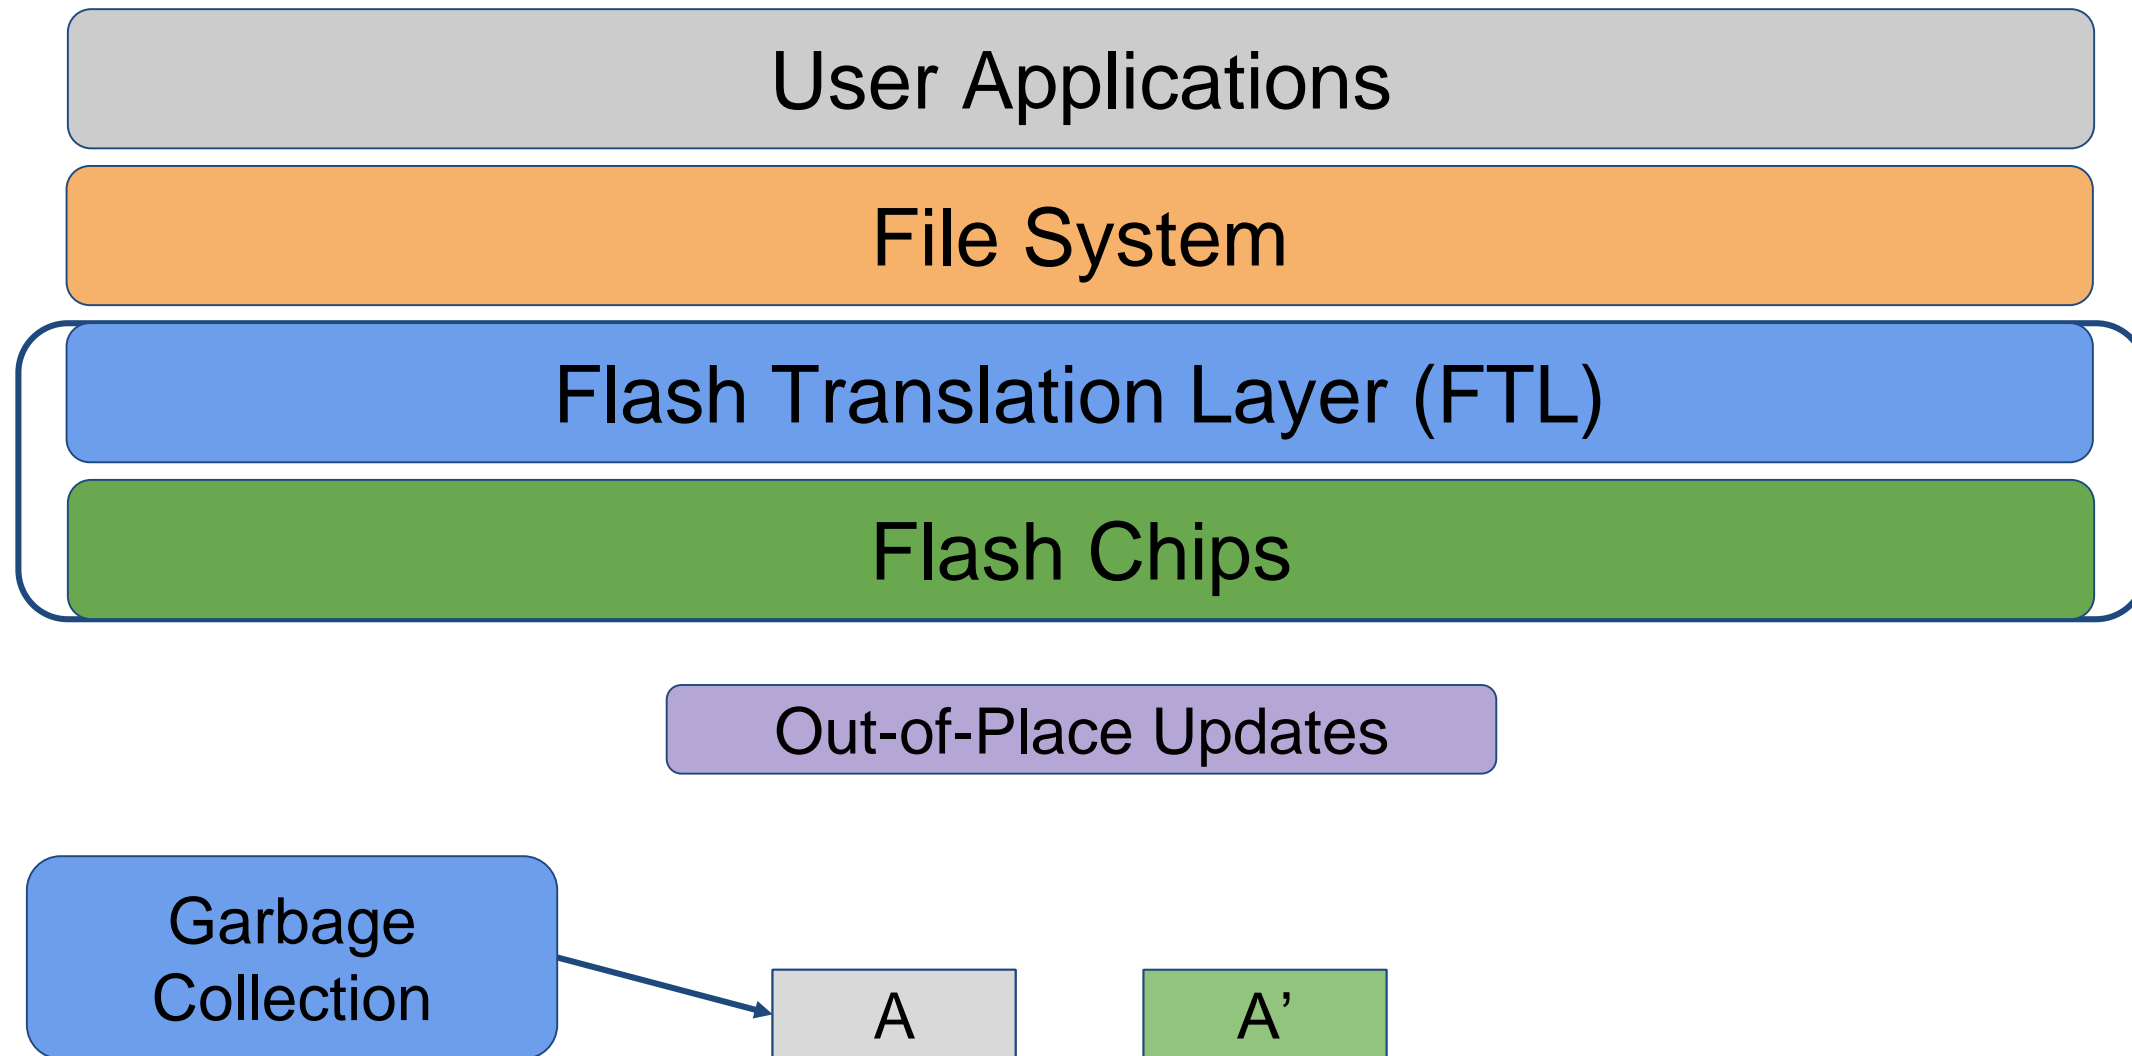 User Applications
File System
Flash Translation Layer (FTL)
Flash Chips
Out-of-Place Updates
Garbage
Collection
A
A’